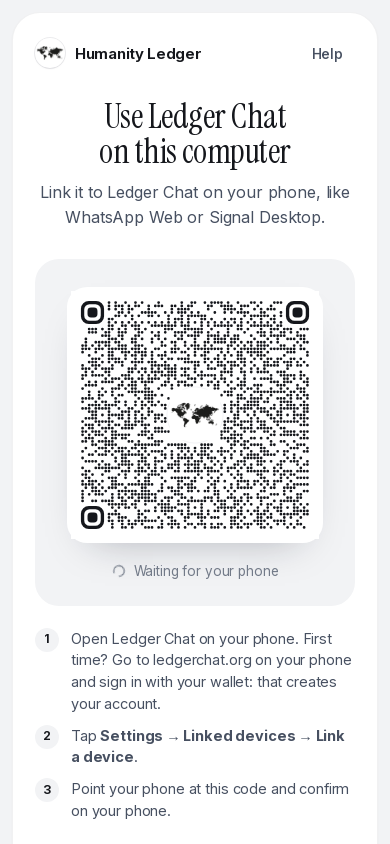 Humanity Ledger
Help
Use Ledger Chat
on this computer
Link it to Ledger Chat on your phone, like
WhatsApp Web or Signal Desktop.
Waiting for your phone
1
Open Ledger Chat on your phone. First
time? Go to ledgerchat.org on your phone
and sign in with your wallet: that creates
your account.
2
Tap Settings → Linked devices → Link
a device.
3
Point your phone at this code and confirm
on your phone.